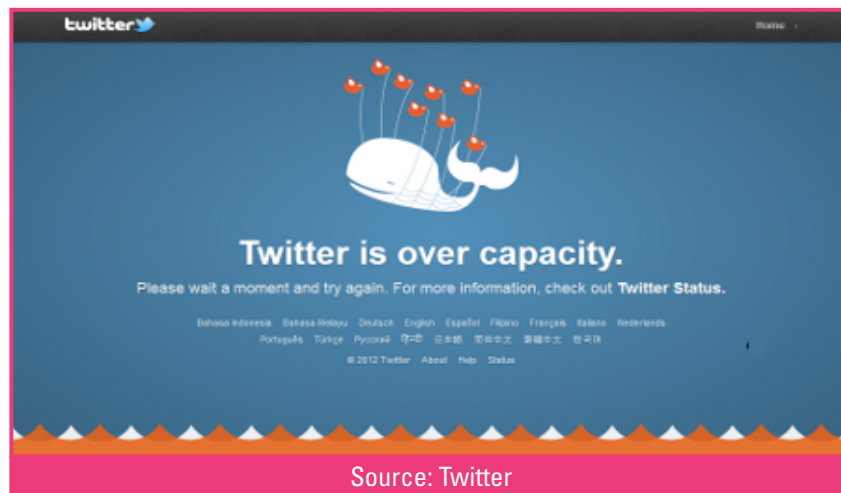 twitter
Home
Twitter is over capacity.
Please wait a moment and try again. For more information, check out Twitter Status.
Bahasa Indonesia Bahasa Melayu Deutsch English Español Filipino Français Italiano Nederlands
Português Türkçe Русский हिन्दी 日本語 简体中文 繁體中文 한국어
© 2012 Twitter About Help Status
Source: Twitter